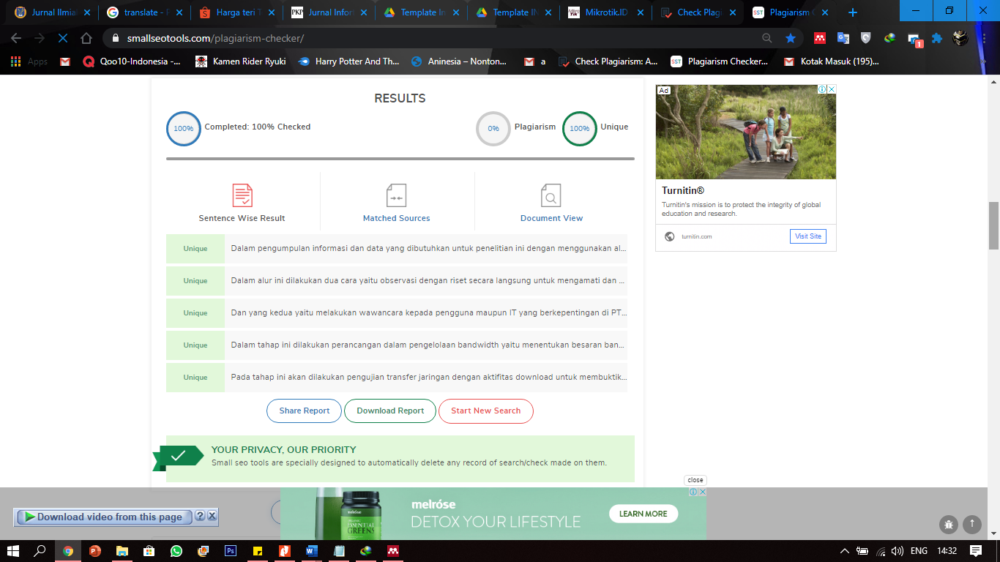 Jurnal Ilmia
translate - P
Harga teri T
Jurnal Infor
Template In
Template IN
Mikrotik.ID
Check Plag
Plagiarism C
smallseotools.com/plagiarism-checker/
Apps
Qoo10-Indonesia -...
Kamen Rider Ryuki
Harry Potter And Th...
Aninesia – Nonton...
a
Check Plagiarism: A...
Plagiarism Checker...
Kotak Masuk (195)...
RESULTS
100%
Completed: 100% Checked
0%
Plagiarism
100%
Unique
Sentence Wise Result
Matched Sources
Document View
Unique
Dalam pengumpulan informasi dan data yang dibutuhkan untuk penelitian ini dengan menggunakan al...
Unique
Dalam alur ini dilakukan dua cara yaitu observasi dengan riset secara langsung untuk mengamati dan ...
Unique
Dan yang kedua yaitu melakukan wawancara kepada pengguna maupun IT yang berkepentingan di PT...
Unique
Dalam tahap ini dilakukan perancangan dalam pengelolaan bandwidth yaitu menentukan besaran ban...
Unique
Pada tahap ini akan dilakukan pengujian transfer jaringan dengan aktifitas download untuk membuktik...
Share Report
Download Report
Start New Search
YOUR PRIVACY, OUR PRIORITY
Small seo tools are specially designed to automatically delete any record of search/check made on them.
Ad
Turnitin®
Turnitin's mission is to protect the integrity of global
education and research.
turnitin.com
Visit Site
close
Download video from this page
melrose
ESSENTIAL
GREENS
melróse
DETOX YOUR LIFESTYLE
LEARN MORE
ENG
14:32